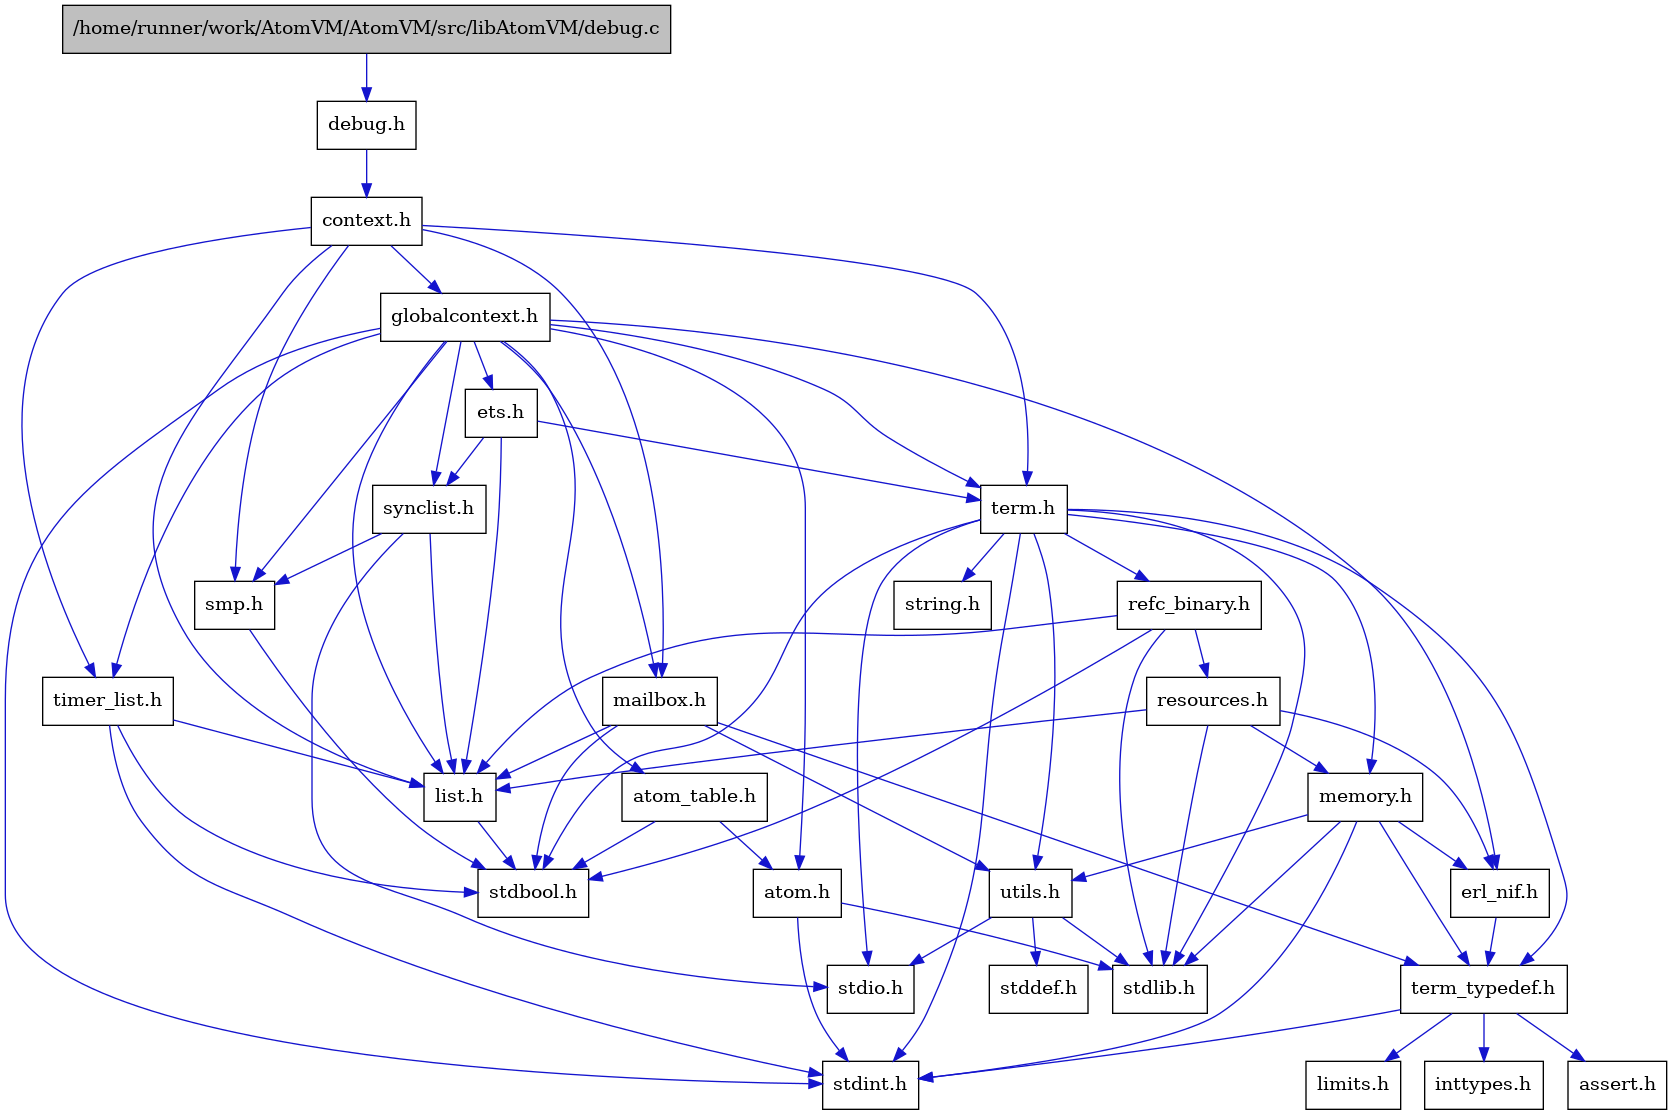 /home/runner/work/AtomVM/AtomVM/src/libAtomVM/debug.c
debug.h
context.h
globalcontext.h
ets.h
synclist.h
term.h
smp.h
string.h
refc_binary.h
timer_list.h
mailbox.h
resources.h
list.h
atom_table.h
memory.h
stdbool.h
atom.h
utils.h
erl_nif.h
stdio.h
stddef.h
stdlib.h
term_typedef.h
stdint.h
limits.h
inttypes.h
assert.h